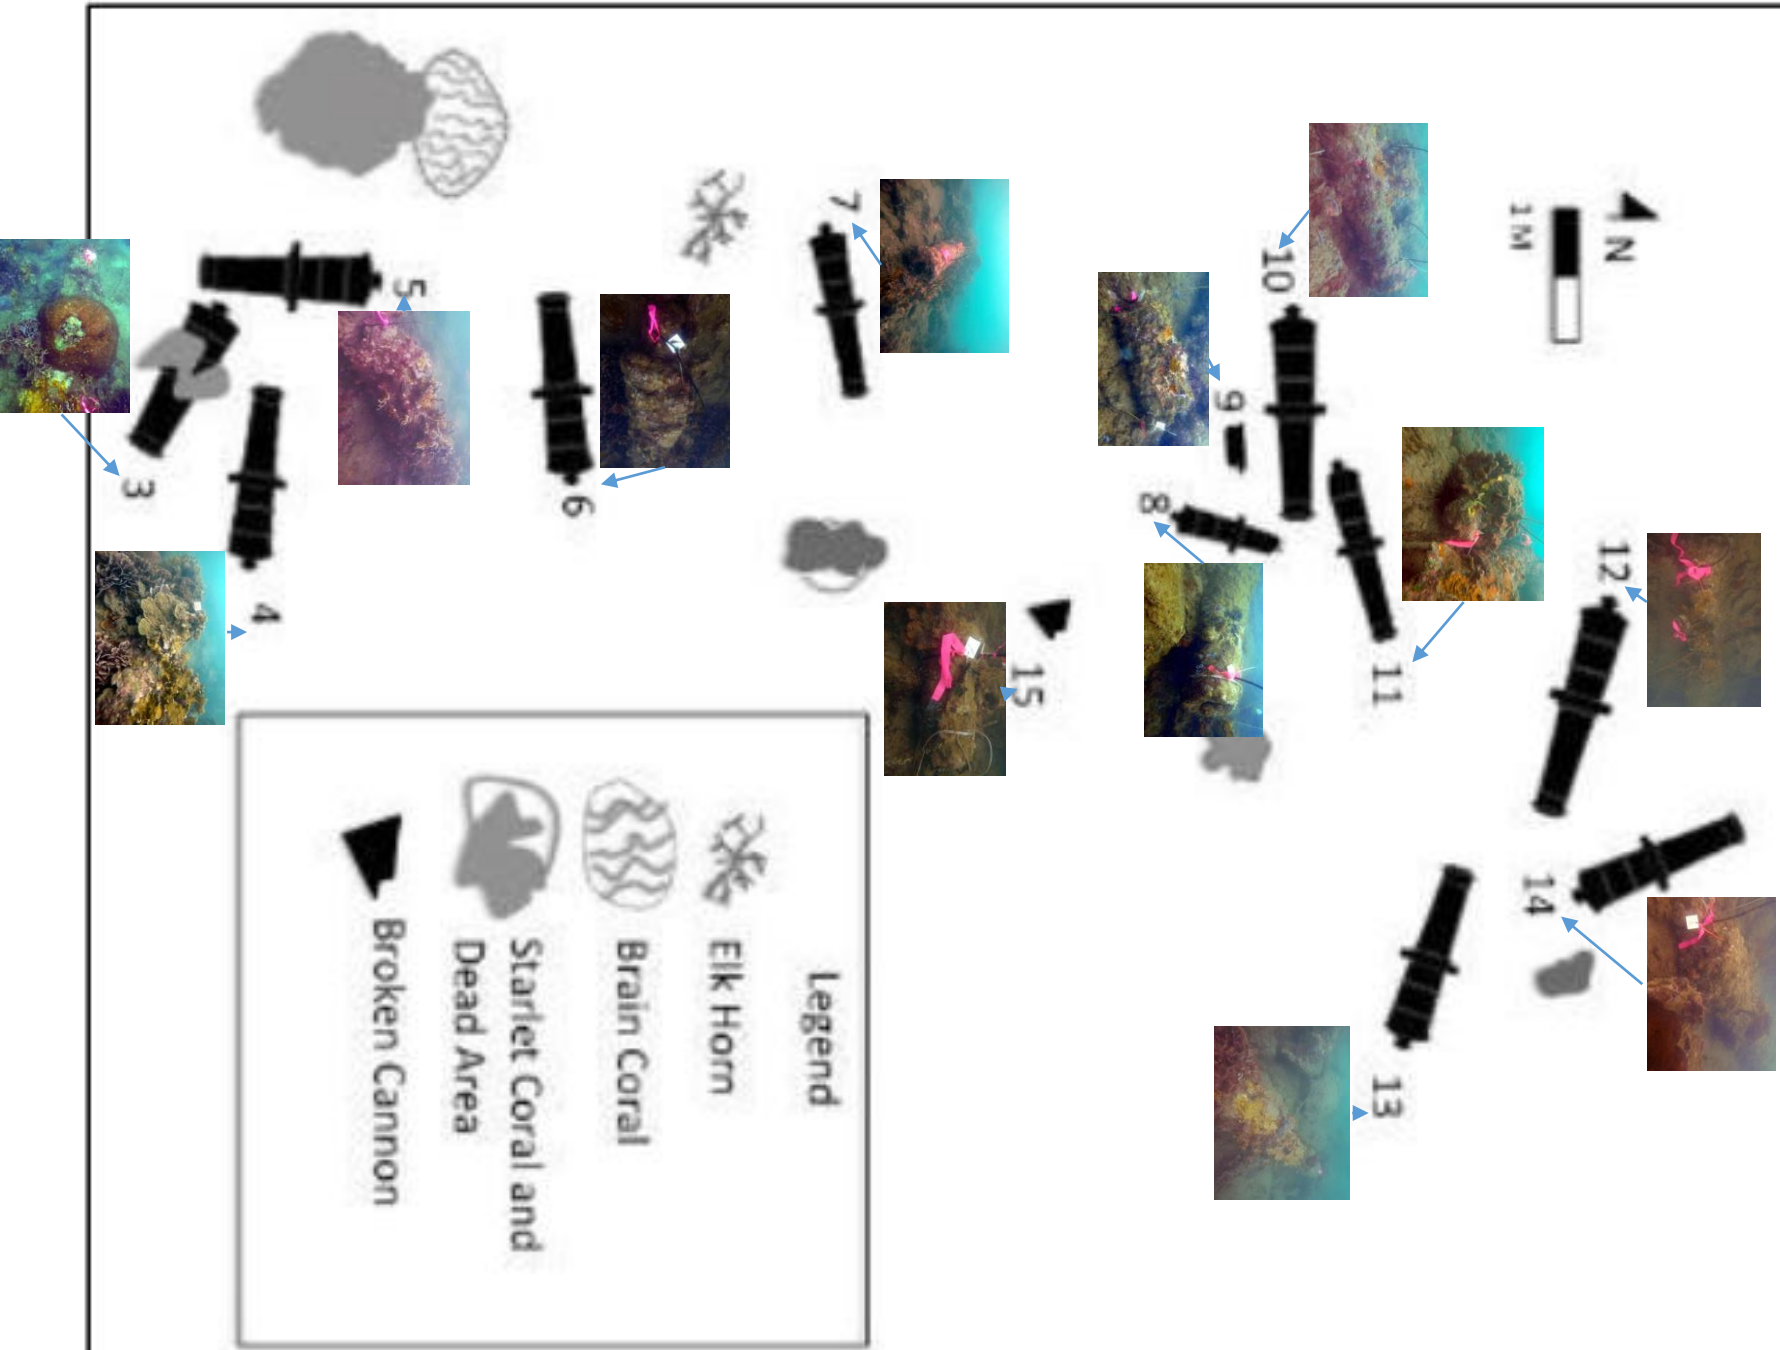 N
1 M
10
7
9
5
8
3
6
12
4
15
11
14
13
Legend
Elk Horn
Brain Coral
Starlet Coral and
Dead Area
Broken Cannon